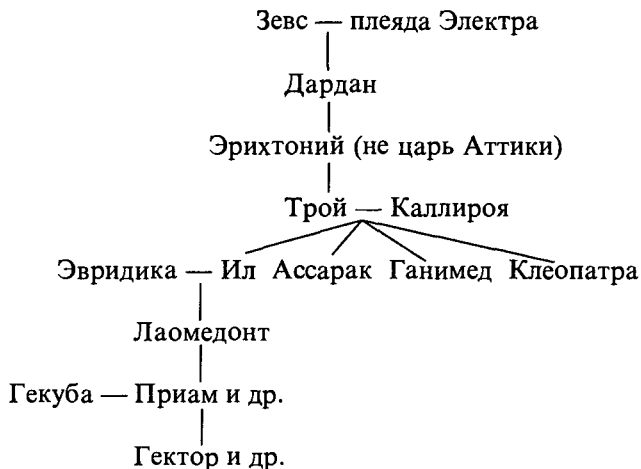 Зевс — плеяда Электра
Дардан
Эрихтоний (не царь Аттики)
Трой — Каллироя
Эвридика — Ил Ассарак Ганимед Клеопатра
Лаомедонт
Гекуба — Приам и др.
Гектор и др.